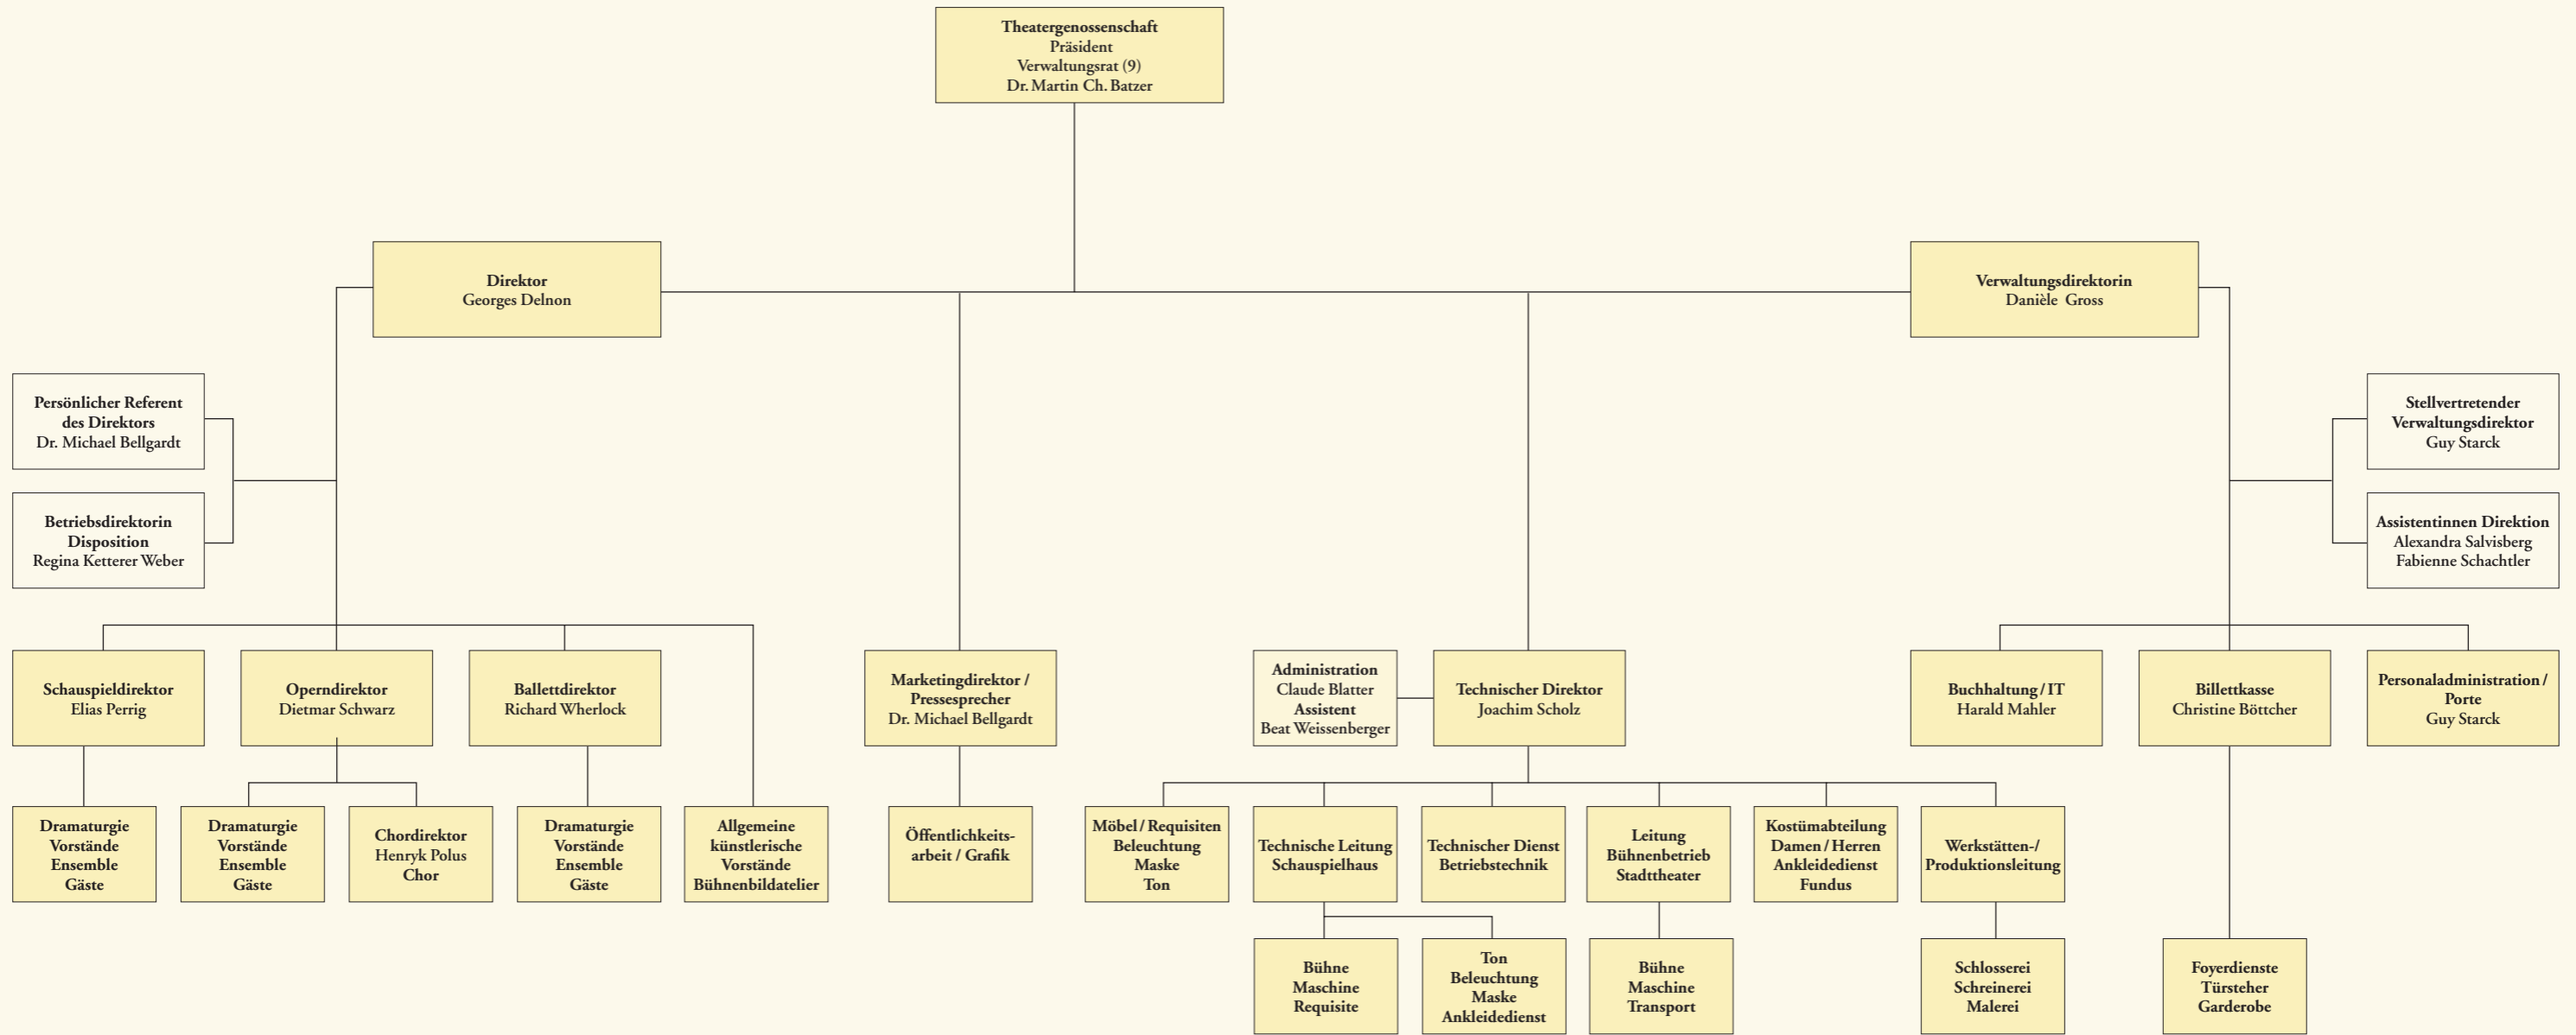 Theatergenossenschaft
Präsident
Verwaltungsrat (9)
Dr. Martin Ch. Batzer
Direktor
Georges Delnon
Verwaltungsdirektorin
Danièle Gross
Persönlicher Referent
des Direktors
Dr. Michael Bellgardt
Stellvertretender
Verwaltungsdirektor
Guy Starck
Betriebsdirektorin
Disposition
Regina Ketterer Weber
Assistentinnen Direktion
Alexandra Salvisberg
Fabienne Schachtler
Schauspieldirektor
Elias Perrig
Operndirektor
Dietmar Schwarz
Ballettdirektor
Richard Wherlock
Marketingdirektor /
Pressesprecher
Dr. Michael Bellgardt
Administration
Claude Blatter
Assistent
Beat Weissenberger
Technischer Direktor
Joachim Scholz
Buchhaltung / IT
Harald Mahler
Billettkasse
Christine Böttcher
Personaladministration /
Porte
Guy Starck
Dramaturgie
Vorstände
Ensemble
Gäste
Dramaturgie
Vorstände
Ensemble
Gäste
Chordirektor
Henryk Polus
Chor
Dramaturgie
Vorstände
Ensemble
Gäste
Allgemeine
künstlerische
Vorstände
Bühnenbildatelier
Öffentlichkeits-
arbeit / Grafik
Möbel / Requisiten
Beleuchtung
Maske
Ton
Technische Leitung
Schauspielhaus
Technischer Dienst
Betriebstechnik
Leitung
Bühnenbetrieb
Stadttheater
Kostümabteilung
Damen / Herren
Ankleidedienst
Fundus
Werkstätten-/
Produktionsleitung
Bühne
Maschine
Requisite
Ton
Beleuchtung
Maske
Ankleidedienst
Bühne
Maschine
Transport
Schlosserei
Schreinerei
Malerei
Foyerdienste
Türsteher
Garderobe